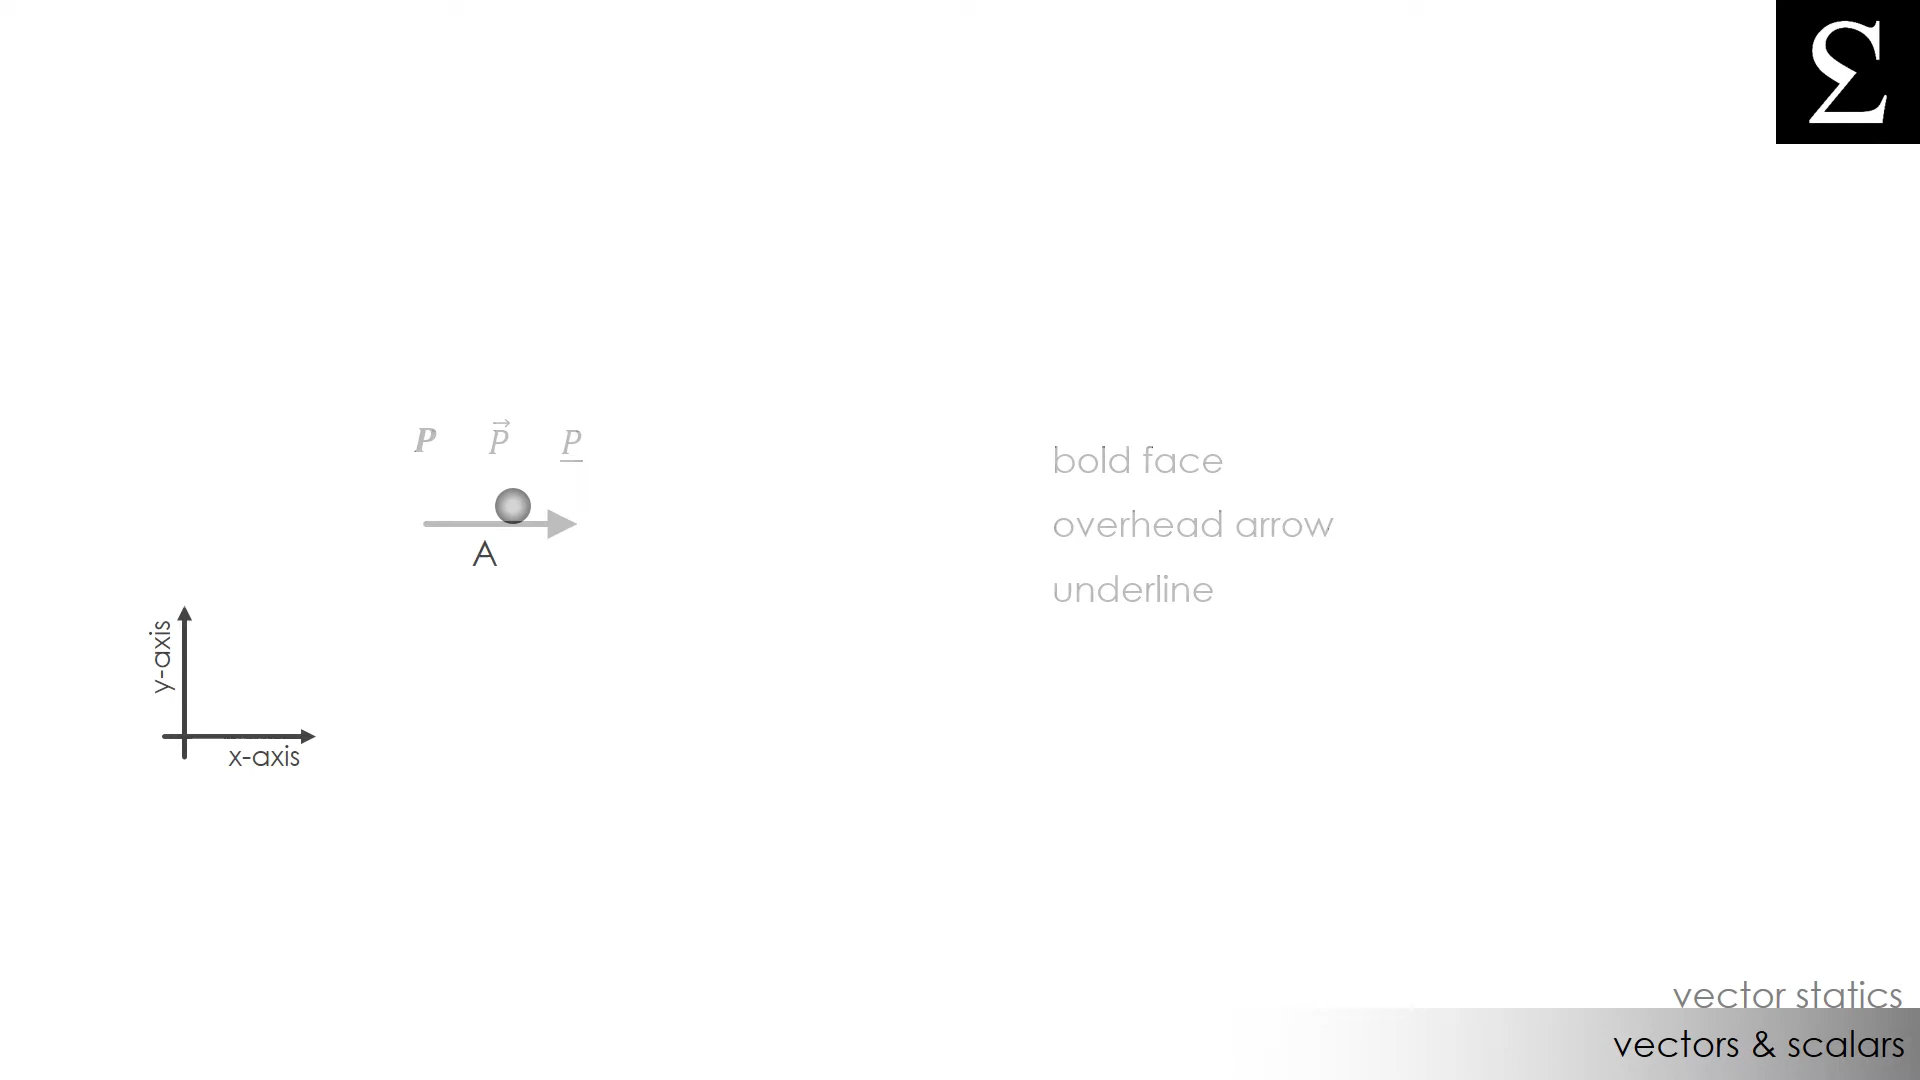 Σ
P P⃗ P̲
A
bold face
overhead arrow
underline
y-axis
x-axis
vector statics
vectors & scalars